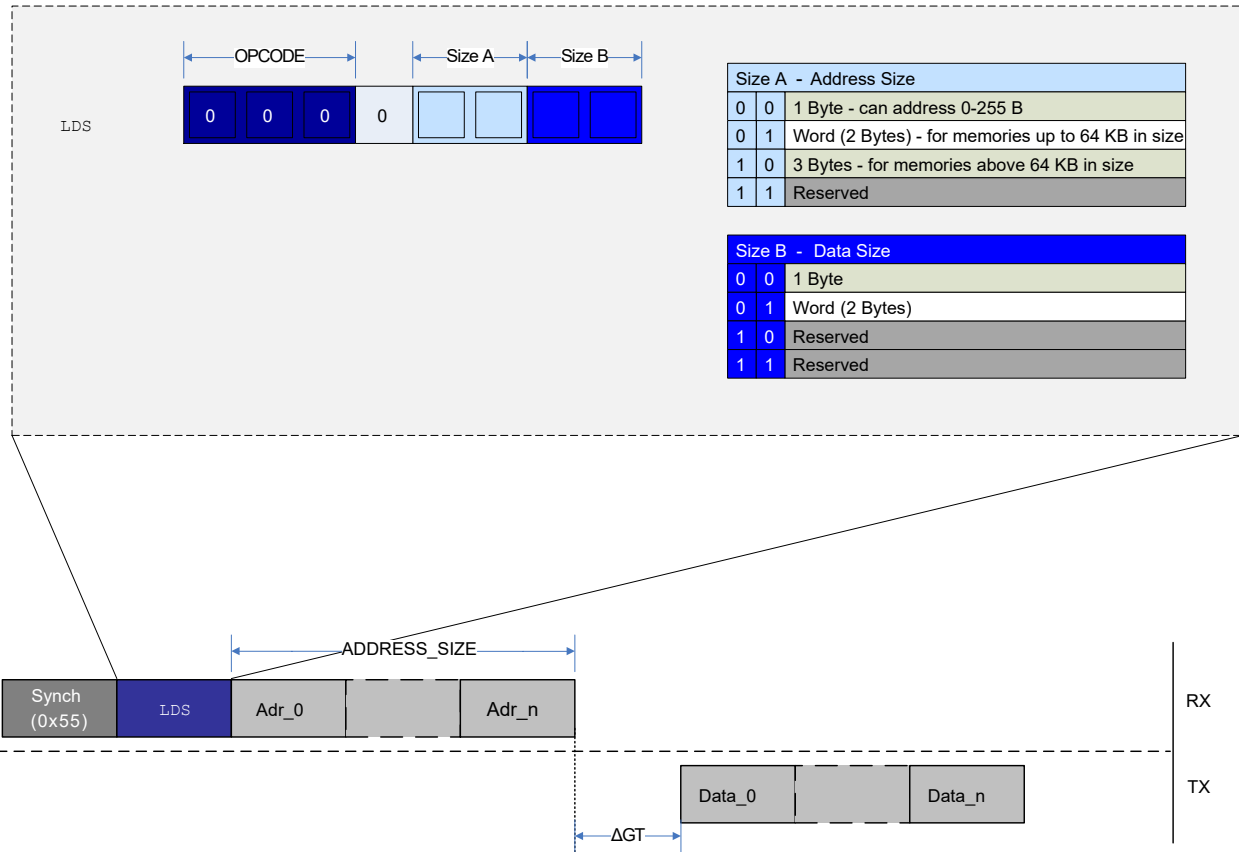 OPCODE
Size A
Size B
LDS
0 0 0 0
Size A - Address Size
0 0 1 Byte - can address 0-255 B
0 1 Word (2 Bytes) - for memories up to 64 KB in size
1 0 3 Bytes - for memories above 64 KB in size
1 1 Reserved
Size B - Data Size
0 0 1 Byte
0 1 Word (2 Bytes)
1 0 Reserved
1 1 Reserved
ADDRESS_SIZE
Synch
(0x55)
LDS
Adr_0
Adr_n
RX
Data_0
Data_n
TX
ΔGT